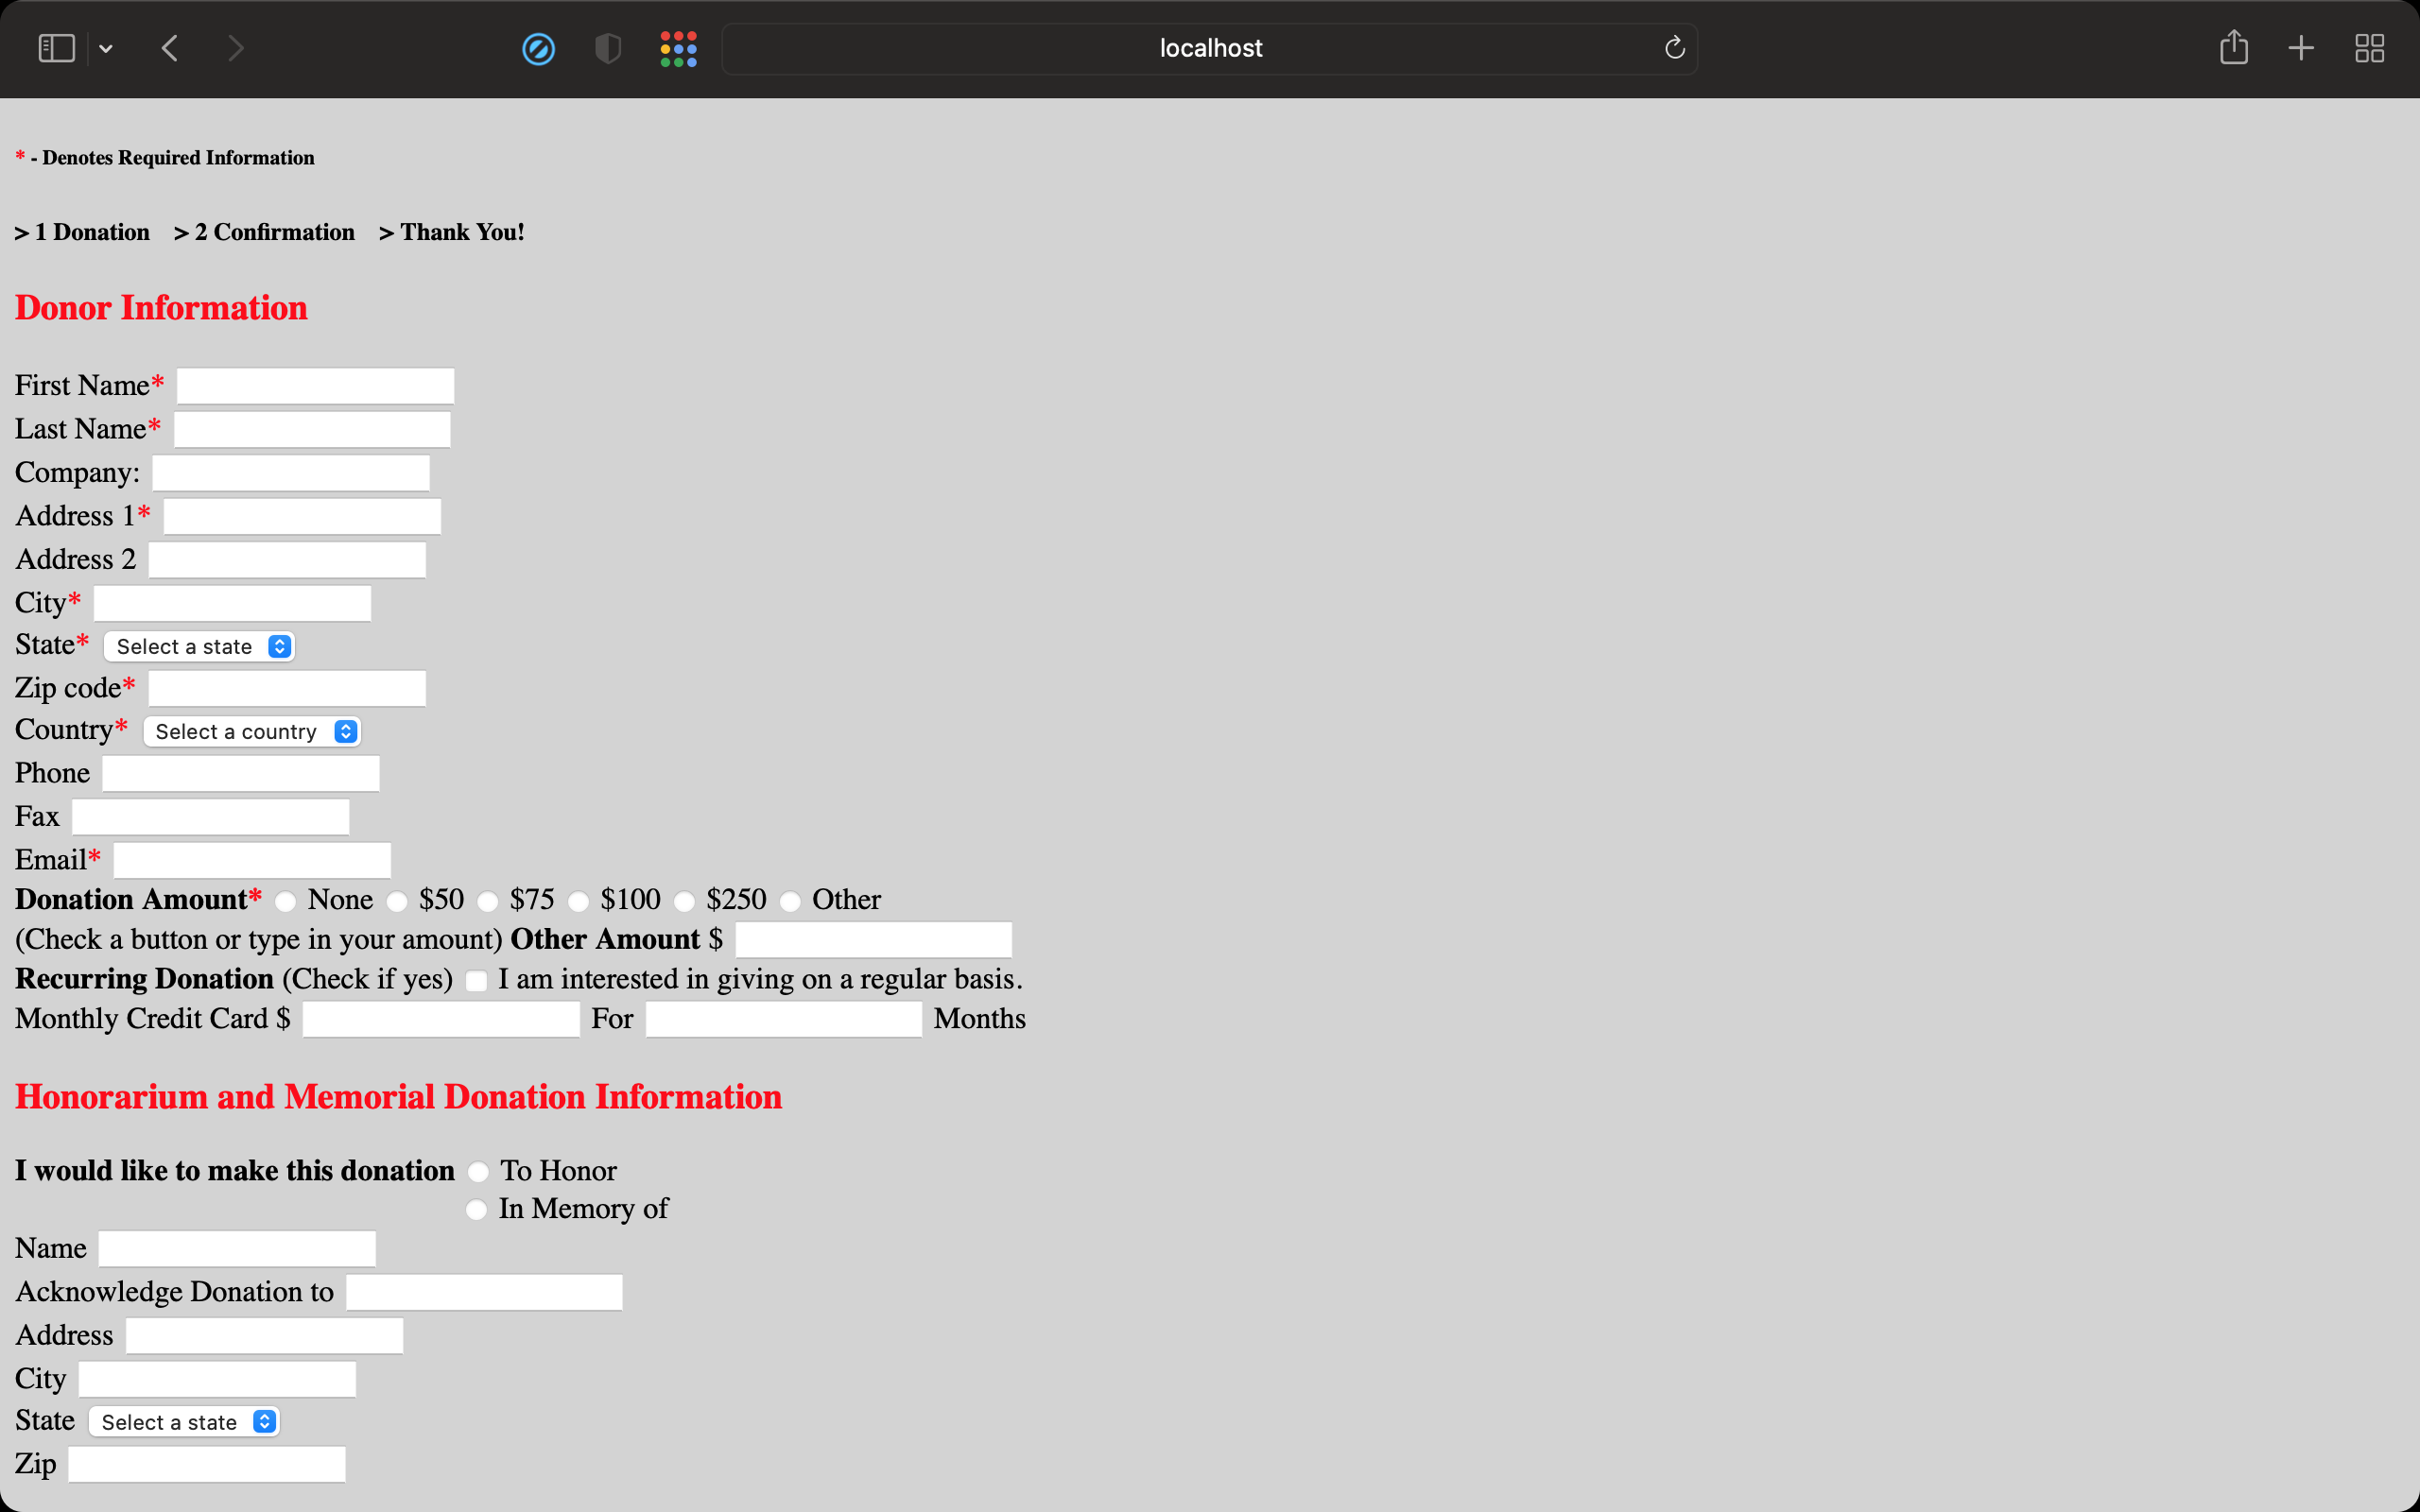 localhost
* - Denotes Required Information
> 1 Donation > 2 Confirmation > Thank You!
Donor Information
First Name*
Last Name*
Company:
Address 1*
Address 2
City*
State* Select a state
Zip code*
Country* Select a country
Phone
Fax
Email*
Donation Amount* None $50 $75 $100 $250 Other
(Check a button or type in your amount) Other Amount $
Recurring Donation (Check if yes) I am interested in giving on a regular basis.
Monthly Credit Card $ For Months
Honorarium and Memorial Donation Information
I would like to make this donation To Honor
In Memory of
Name
Acknowledge Donation to
Address
City
State Select a state
Zip